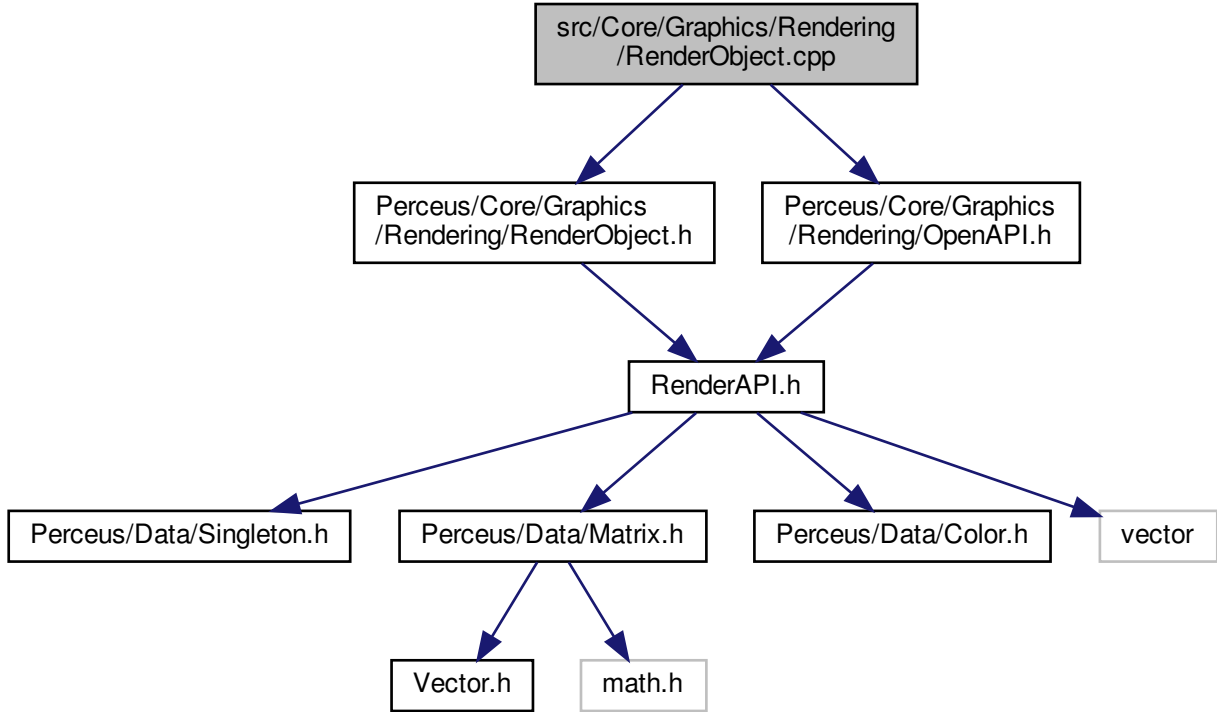 src/Core/Graphics/Rendering
/RenderObject.cpp
Perceus/Core/Graphics
/Rendering/RenderObject.h
Perceus/Core/Graphics
/Rendering/OpenAPI.h
RenderAPI.h
Perceus/Data/Singleton.h
Perceus/Data/Matrix.h
Perceus/Data/Color.h
vector
Vector.h
math.h